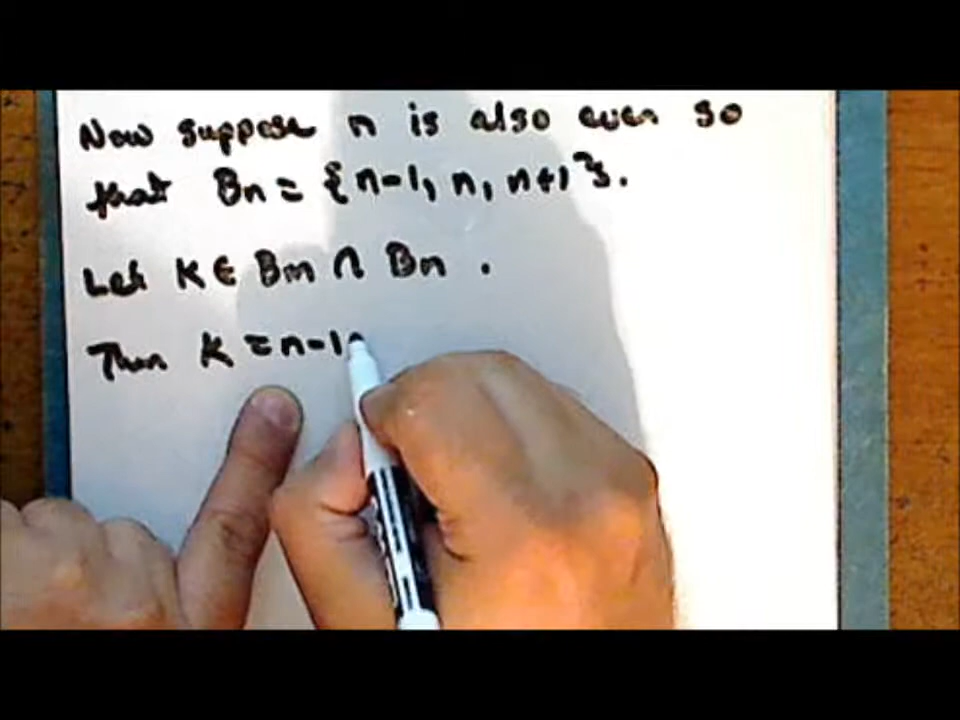 Now suppose n is also even so
that Bn = {n-1, n, n+1}.
Let K ∈ Bm ∩ Bn .
Then K = n-1